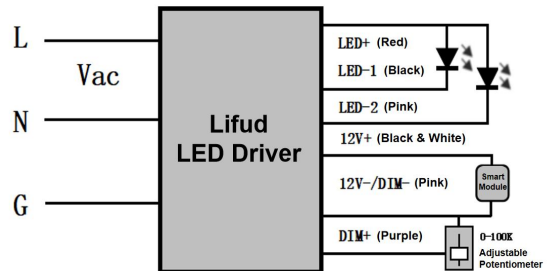 L
Vac
N
G
Lifud
LED Driver
LED+ (Red)
LED-1 (Black)
LED-2 (Pink)
12V+ (Black & White)
12V-/DIM- (Pink)
DIM+ (Purple)
Smart
Module
0-100K
Adjustable
Potentiometer